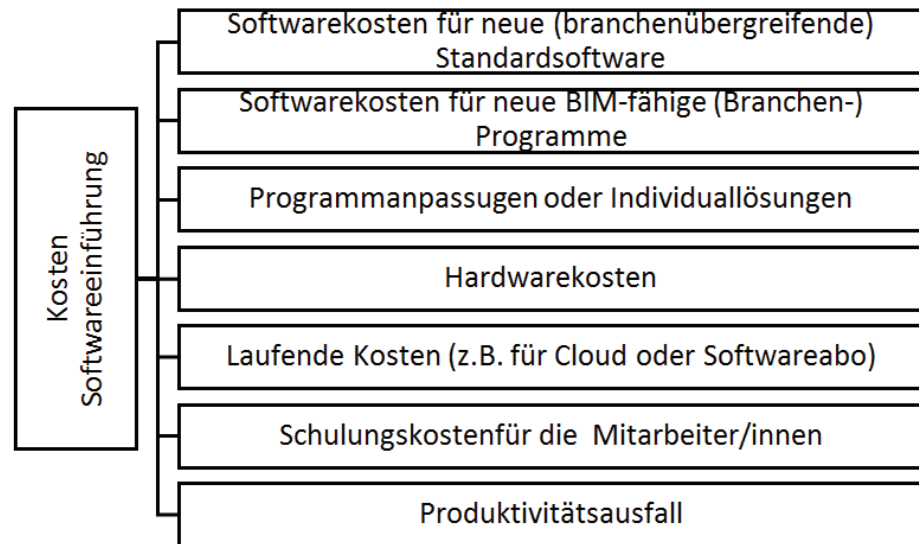 Kosten
Softwareeinführung
Softwarekosten für neue (branchenübergreifende)
Standardsoftware
Softwarekosten für neue BIM-fähige (Branchen-)
Programme
Programmanpassugen oder Individuallösungen
Hardwarekosten
Laufende Kosten (z.B. für Cloud oder Softwareabo)
Schulungskostenfür die Mitarbeiter/innen
Produktivitätsausfall